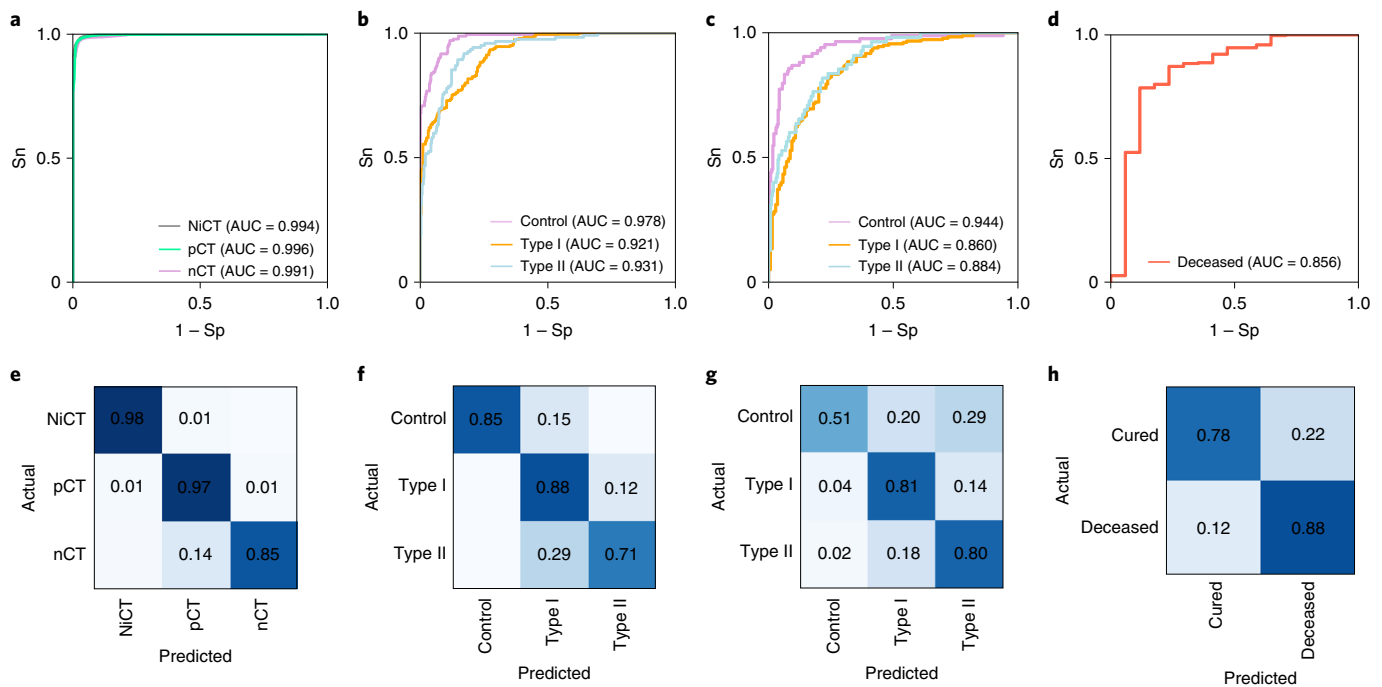 a
1.0
Sn
0.5
0
0
0.5
1.0
1 – Sp
NiCT (AUC = 0.994)
pCT (AUC = 0.996)
nCT (AUC = 0.991)
b
1.0
Sn
0.5
0
0
0.5
1.0
1 – Sp
Control (AUC = 0.978)
Type I (AUC = 0.921)
Type II (AUC = 0.931)
c
1.0
Sn
0.5
0
0
0.5
1.0
1 – Sp
Control (AUC = 0.944)
Type I (AUC = 0.860)
Type II (AUC = 0.884)
d
1.0
Sn
0.5
0
0
0.5
1.0
1 – Sp
Deceased (AUC = 0.856)
e
Actual
NiCT 0.98 0.01
pCT 0.01 0.97 0.01
nCT 0.14 0.85
NiCT pCT nCT
Predicted
f
Actual
Control 0.85 0.15
Type I 0.88 0.12
Type II 0.29 0.71
Control Type I Type II
Predicted
g
Actual
Control 0.51 0.20 0.29
Type I 0.04 0.81 0.14
Type II 0.02 0.18 0.80
Control Type I Type II
Predicted
h
Actual
Cured 0.78 0.22
Deceased 0.12 0.88
Cured Deceased
Predicted